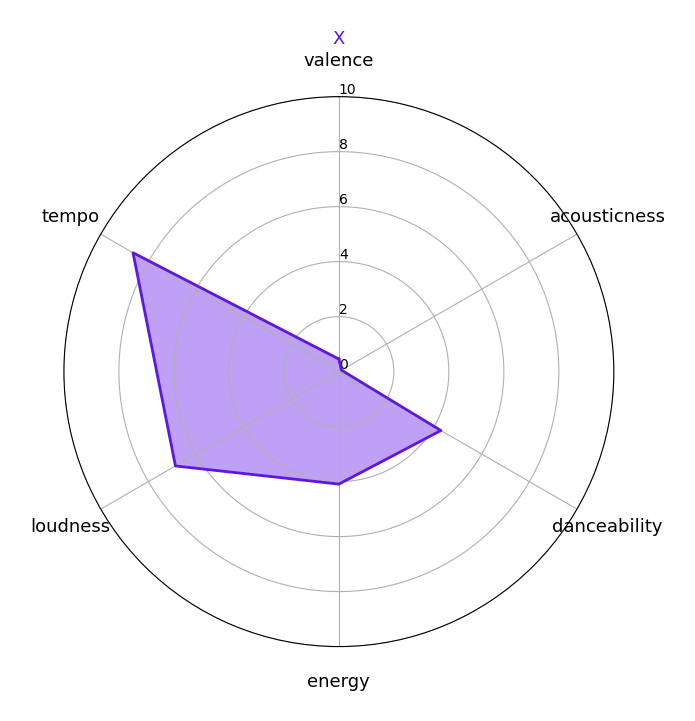 X
valence
10
8
tempo
acousticness
6
4
2
0
loudness
danceability
energy